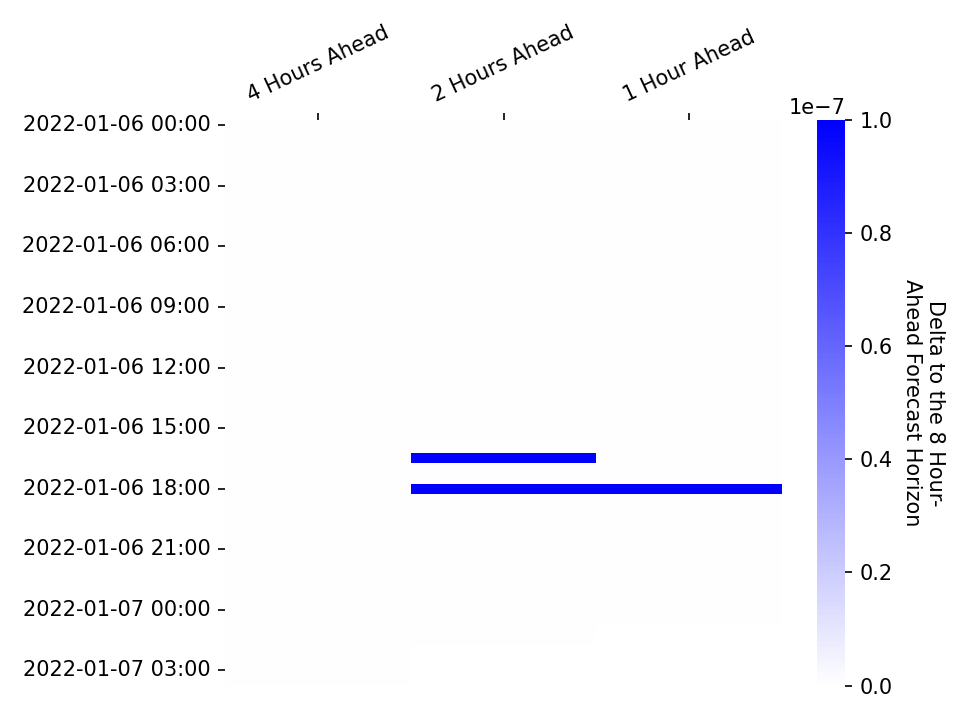 4 Hours Ahead
2 Hours Ahead
1 Hour Ahead
2022-01-06 00:00
2022-01-06 03:00
2022-01-06 06:00
2022-01-06 09:00
2022-01-06 12:00
2022-01-06 15:00
2022-01-06 18:00
2022-01-06 21:00
2022-01-07 00:00
2022-01-07 03:00
1e−7
1.0
0.8
0.6
0.4
0.2
0.0
Delta to the 8 Hour-
Ahead Forecast Horizon